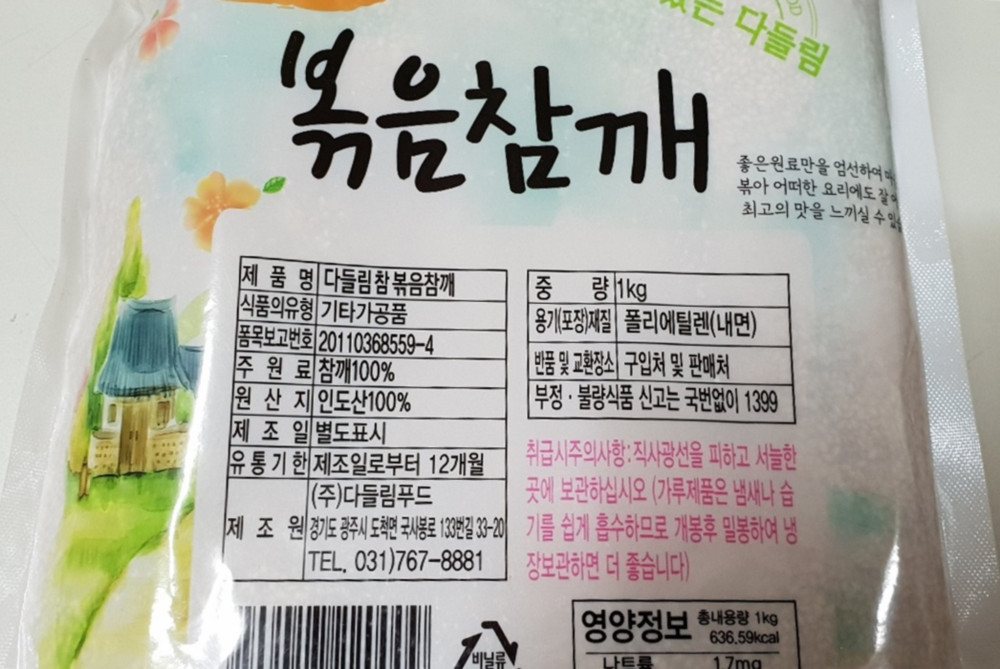 있는 다들림
볶음참깨
좋은원료만을 엄선하여
볶아 어떠한 요리에도 잘
최고의 맛을 느끼실 수
제 품 명 다들림참볶음참깨
식품의유형 기타가공품
품목보고번호 20110368559-4
주 원 료 참깨100%
원 산 지 인도산100%
제 조 일 별도표시
유통기한 제조일로부터 12개월
제 조 원 (주)다들림푸드
경기도 광주시 도척면 국사봉로 133번길 33-20
TEL. 031)767-8881
중 량 1kg
용기(포장)재질 폴리에틸렌(내면)
반품 및 교환장소 구입처 및 판매처
부정·불량식품 신고는 국번없이 1399
취급시주의사항:직사광선을 피하고 서늘한
곳에 보관하십시오 (가루제품은 냄새나 습
기를 쉽게 흡수하므로 개봉후 밀봉하여 냉
장보관하면 더 좋습니다)
비닐류
영양정보 총내용량 1kg
636.59kcal
나트륨 1.7mg